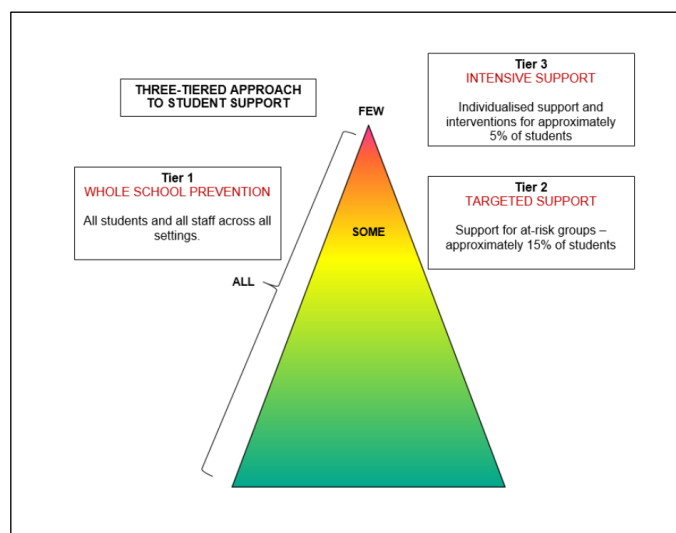 THREE-TIERED APPROACH
TO STUDENT SUPPORT
Tier 3
INTENSIVE SUPPORT
Individualised support and
interventions for approximately
5% of students
FEW
Tier 1
WHOLE SCHOOL PREVENTION
All students and all staff across all
settings.
Tier 2
TARGETED SUPPORT
Support for at-risk groups –
approximately 15% of students
SOME
ALL